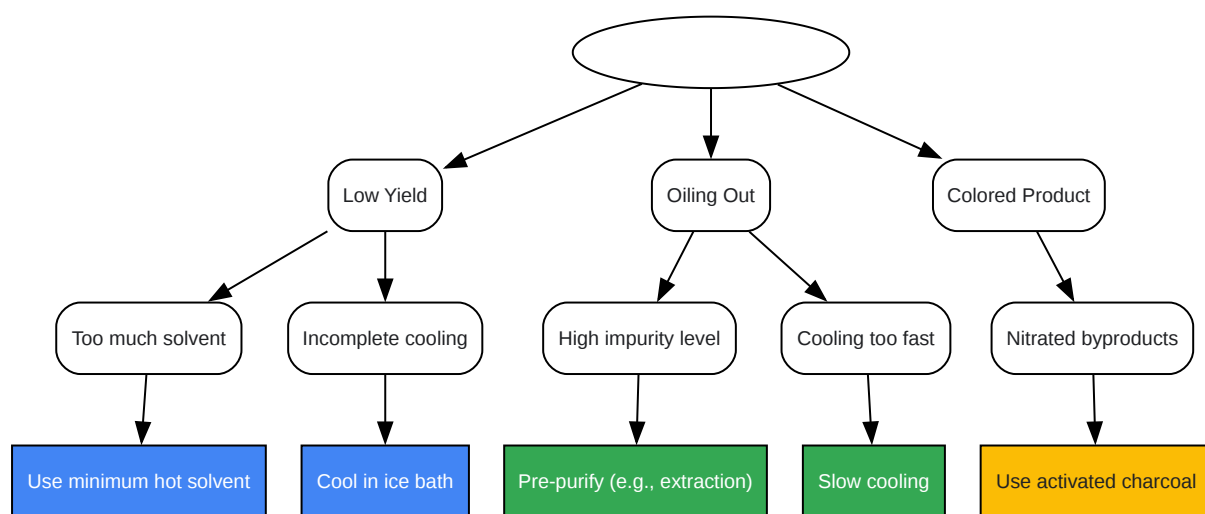 Low Yield
Oiling Out
Colored Product
Too much solvent
Incomplete cooling
High impurity level
Cooling too fast
Nitrated byproducts
Use minimum hot solvent
Cool in ice bath
Pre-purify (e.g., extraction)
Slow cooling
Use activated charcoal